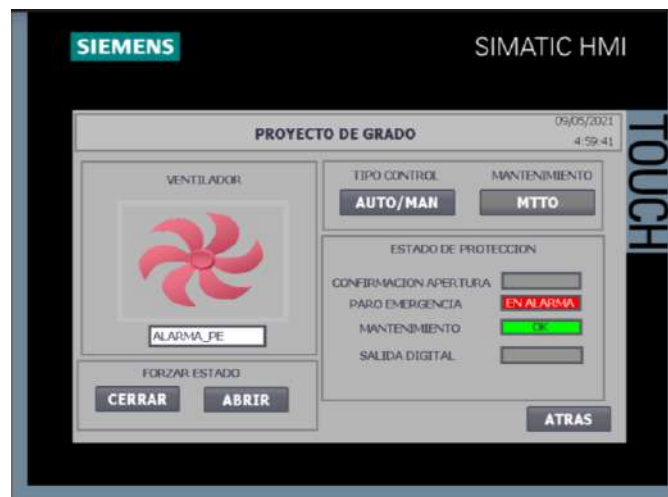 SIEMENS
SIMATIC HMI
TOUCH
PROYECTO DE GRADO
09/05/2021
4:59:41
VENTILADOR
ALARMA_PE
FORZAR ESTADO
CERRAR
ABRIR
TIPO CONTROL
MANTENIMIENTO
AUTO/MAN
MTTO
ESTADO DE PROTECCION
CONFIRMACION APERTURA
PARO EMERGENCIA EN ALARMA
MANTENIMIENTO OK
SALIDA DIGITAL
ATRAS